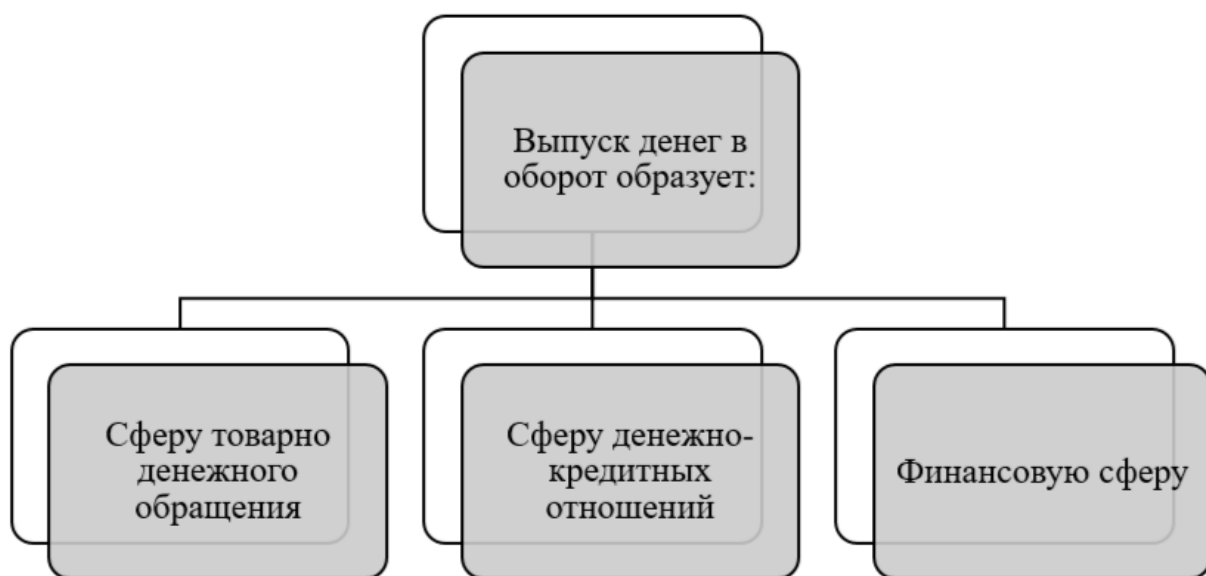 Выпуск денег в
оборот образует:
Сферу товарно
денежного
обращения
Сферу денежно-
кредитных
отношений
Финансовую сферу